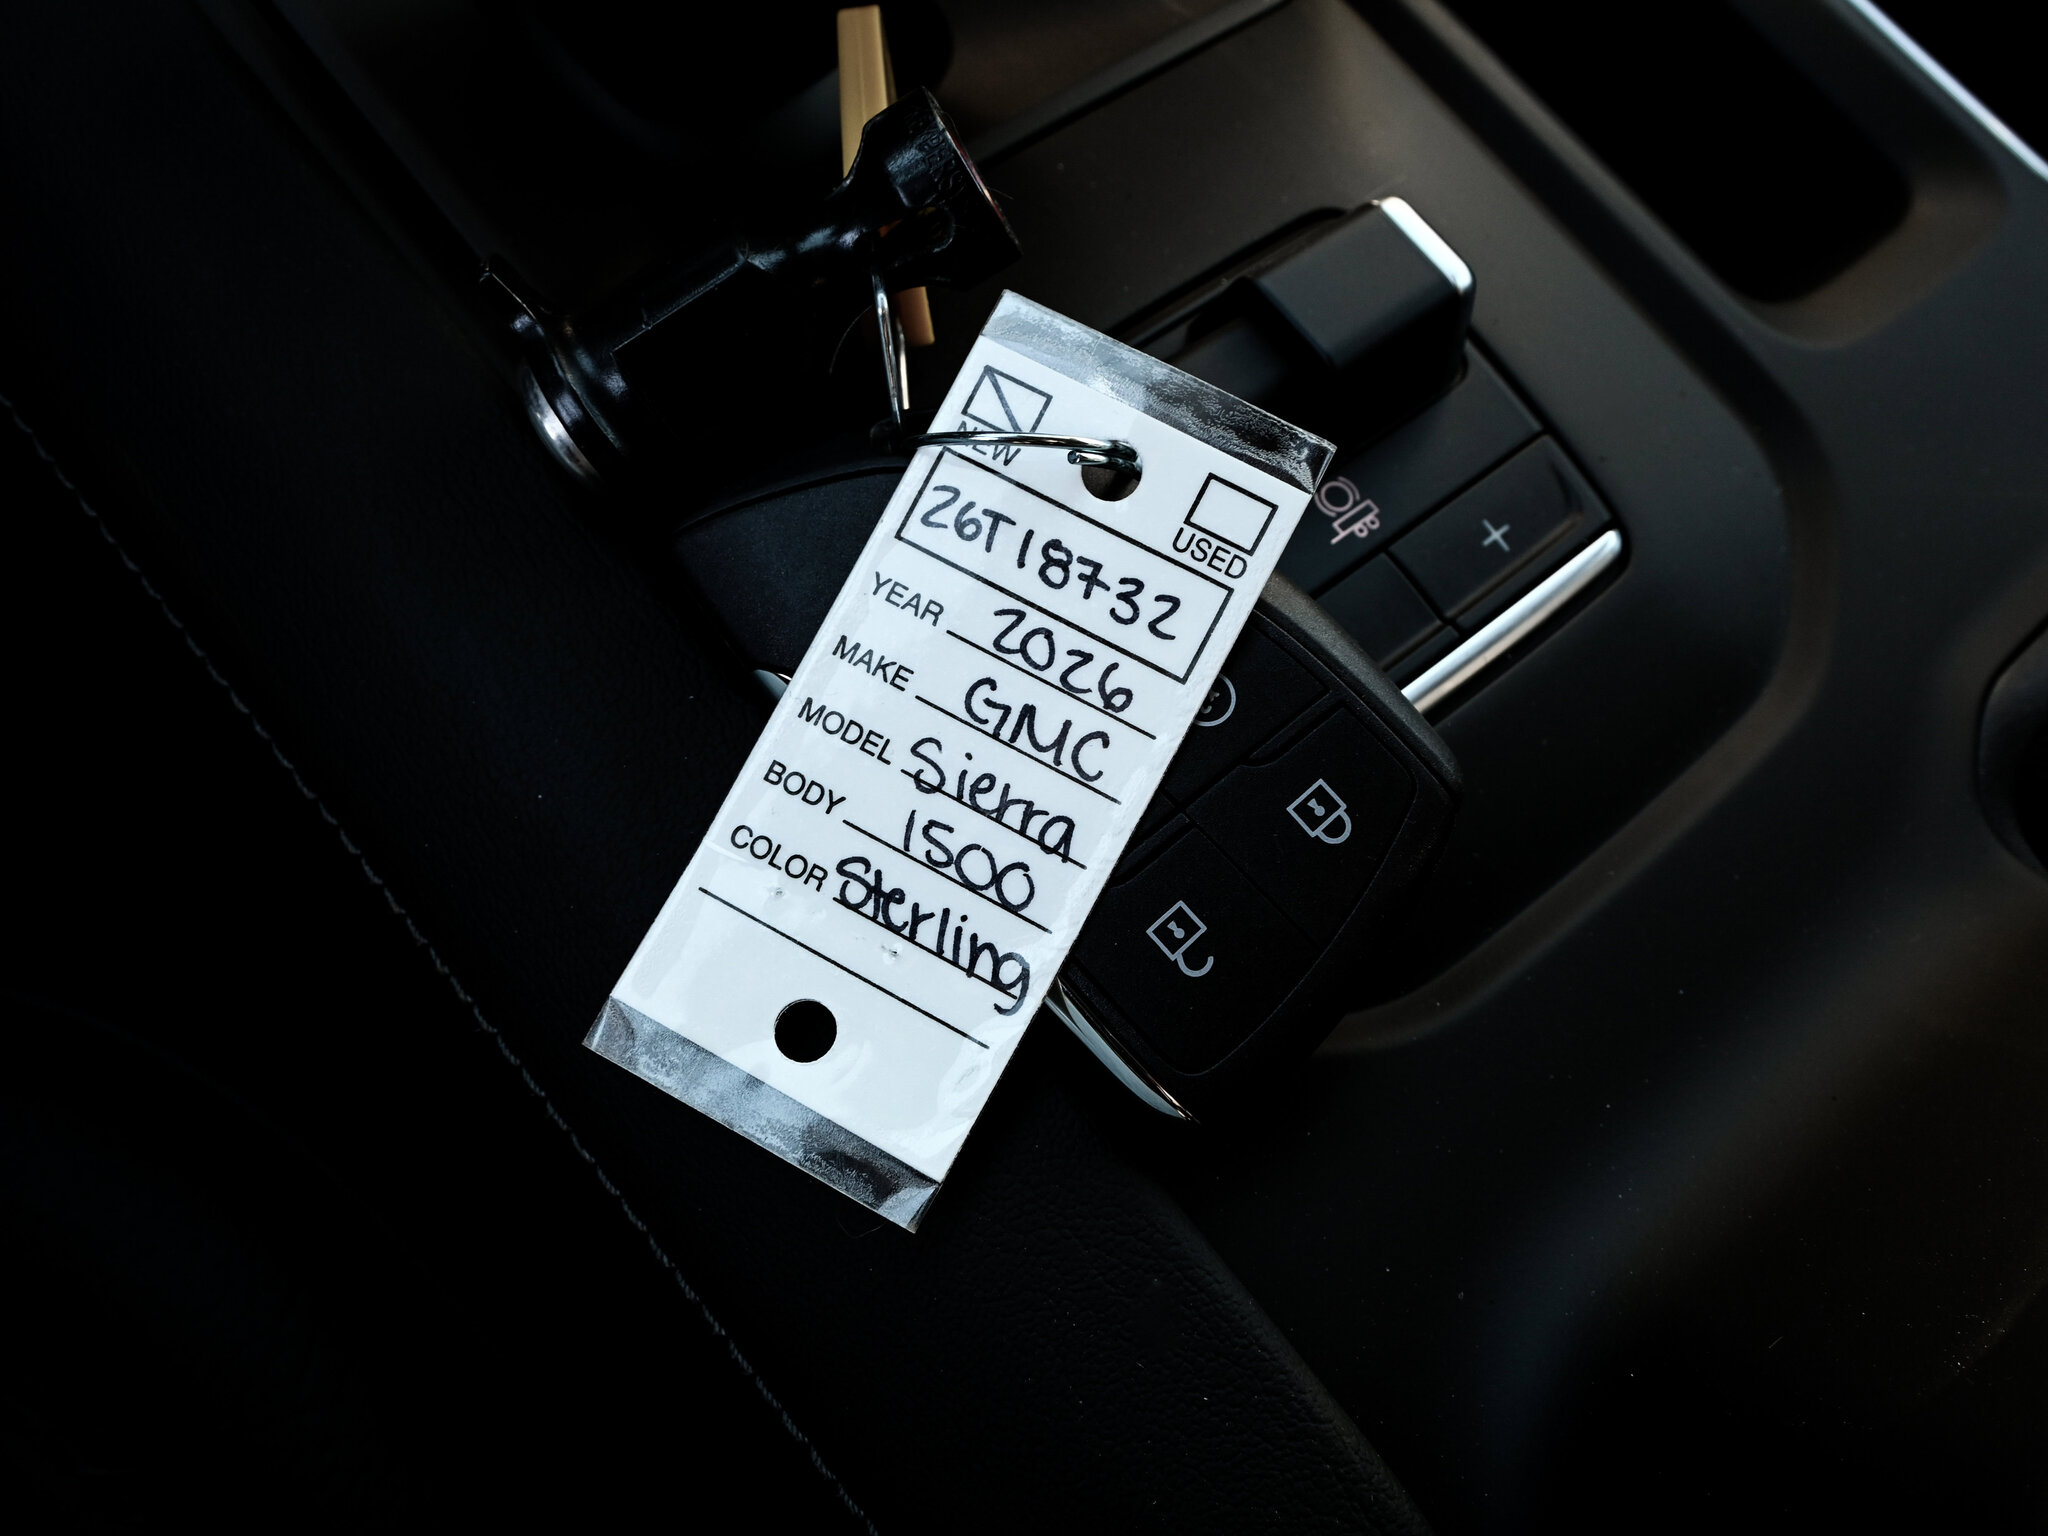 NEW
USED
26T18732
YEAR 2026
MAKE GMC
MODEL Sierra
BODY 1500
COLOR Sterling
+